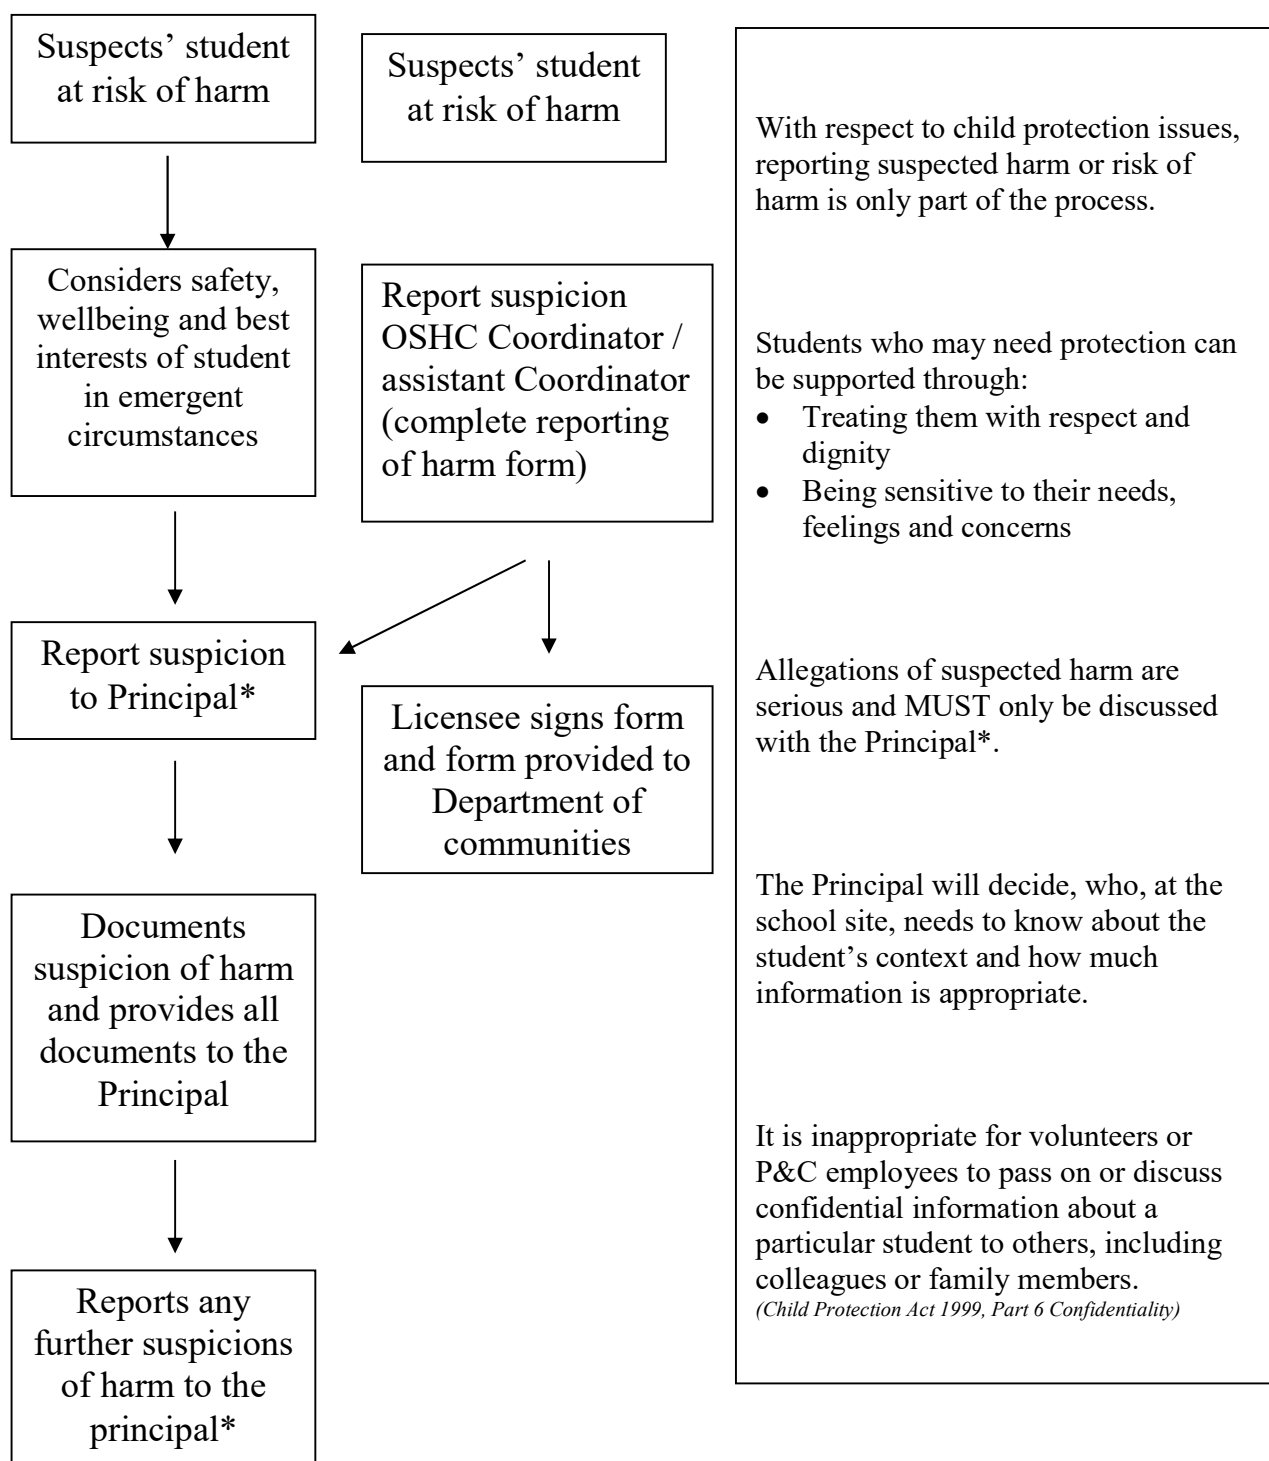 Suspects’ student
at risk of harm
Considers safety,
wellbeing and best
interests of student
in emergent
circumstances
Report suspicion
to Principal*
Documents
suspicion of harm
and provides all
documents to the
Principal
Reports any
further suspicions
of harm to the
principal*
Suspects’ student
at risk of harm
Report suspicion
OSHC Coordinator /
assistant Coordinator
(complete reporting
of harm form)
Licensee signs form
and form provided to
Department of
communities
With respect to child protection issues,
reporting suspected harm or risk of
harm is only part of the process.
Students who may need protection can
be supported through:
• Treating them with respect and
dignity
• Being sensitive to their needs,
feelings and concerns
Allegations of suspected harm are
serious and MUST only be discussed
with the Principal*.
The Principal will decide, who, at the
school site, needs to know about the
student’s context and how much
information is appropriate.
It is inappropriate for volunteers or
P&C employees to pass on or discuss
confidential information about a
particular student to others, including
colleagues or family members.
(Child Protection Act 1999, Part 6 Confidentiality)